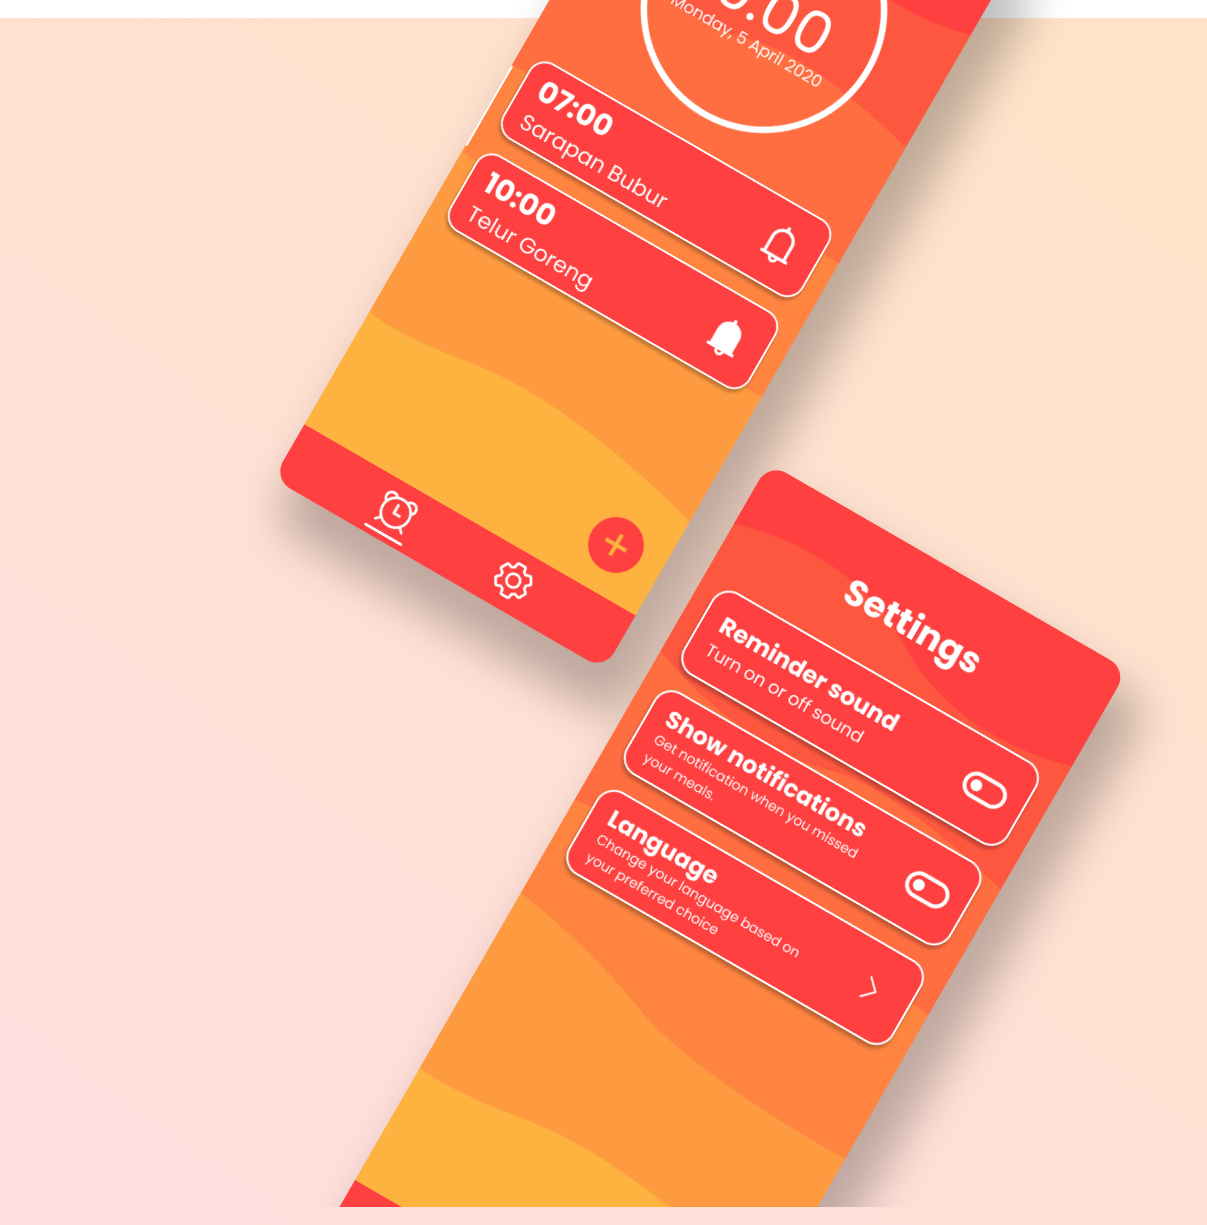 Monday, 5 April 2020
07:00
Sarapan Bubur
10:00
Telur Goreng
Settings
Reminder sound
Turn on or off sound
Show notifications
Get notification when you missed
your meals.
Language
Change your language based on
your preferred choice